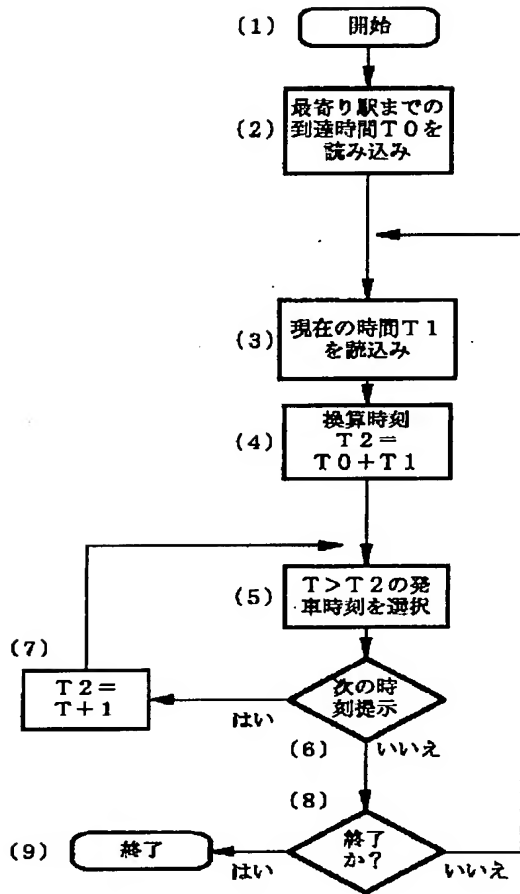 (1)
開始
(2)
最寄り駅までの
到達時間T0を
読み込み
(3)
現在の時間T1
を読込み
(4)
換算時刻
T2=
T0+T1
(5)
T>T2の発
車時刻を選択
(7)
T2=
T+1
次の時
刻提示
はい
(6)
いいえ
(8)
(9)
終了
はい
終了
か?
いいえ